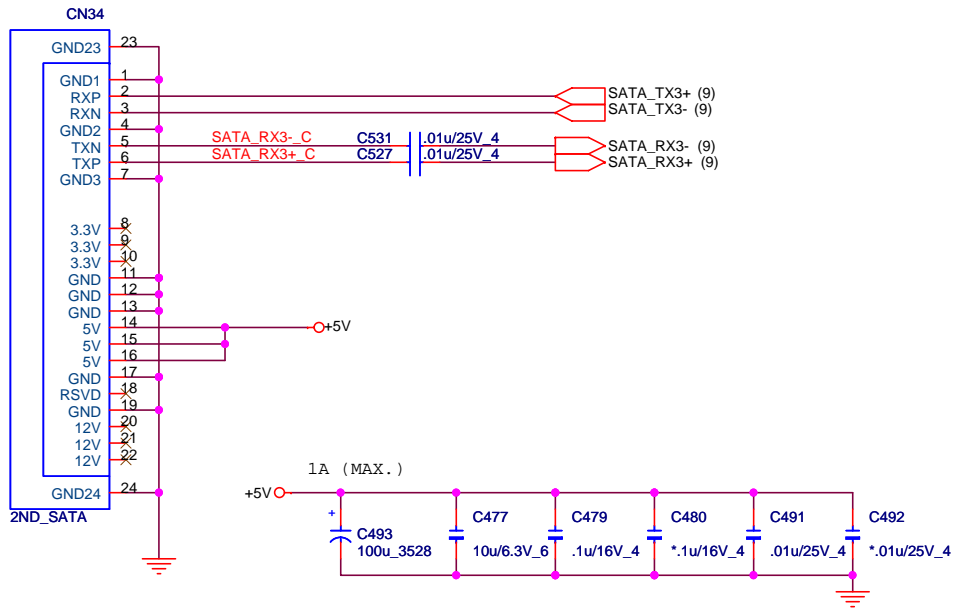 CN34
GND23 23
GND1 1
RXP 2 SATA_TX3+ (9)
RXN 3 SATA_TX3- (9)
GND2 4
TXN 5 SATA_RX3-_C C531 .01u/25V_4 SATA_RX3- (9)
TXP 6 SATA_RX3+_C C527 .01u/25V_4 SATA_RX3+ (9)
GND3 7
3.3V 8
3.3V 9
3.3V 10
GND 11
GND 12
GND 13
5V 14 +5V
5V 15
5V 16
GND 17
RSVD 18
GND 19
12V 20
12V 21
12V 22
GND24 24
2ND_SATA
1A (MAX.)
+5V
+ C493 100u_3528
C477 10u/6.3V_6
C479 .1u/16V_4
C480 *.1u/16V_4
C491 .01u/25V_4
C492 *.01u/25V_4